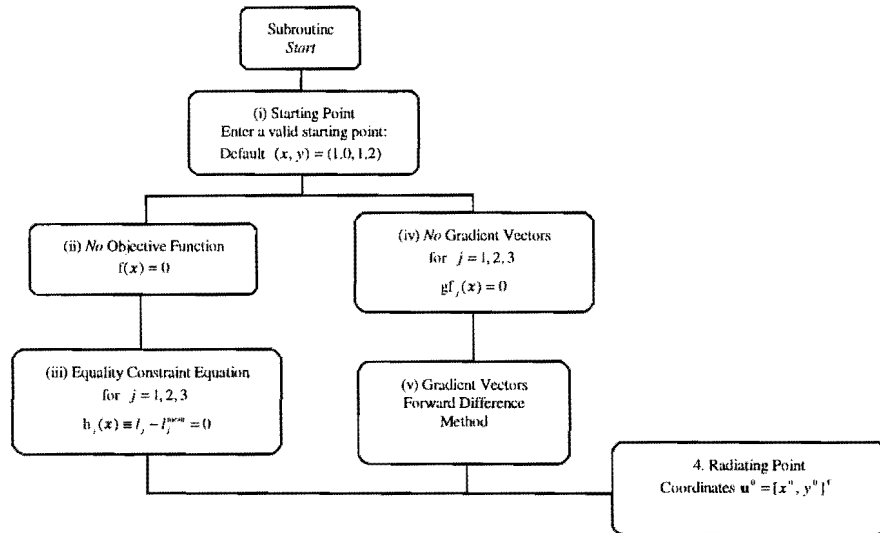 Subroutine
Start
(i) Starting Point
Enter a valid starting point:
Default (x, y) = (1.0, 1.2)
(ii) No Objective Function
f(x) = 0
(iv) No Gradient Vectors
for j = 1, 2, 3
gf_j(x) = 0
(iii) Equality Constraint Equation
for j = 1, 2, 3
h_j(x) ≡ l_j − l_j^mean = 0
(v) Gradient Vectors
Forward Difference
Method
4. Radiating Point
Coordinates u^0 = [x^0, y^0]^T